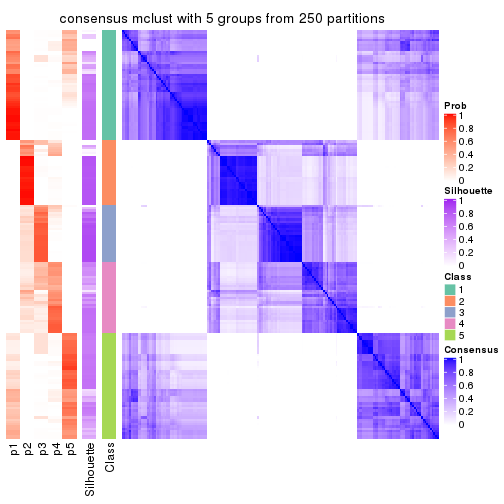 consensus mclust with 5 groups from 250 partitions
p1
p2
p3
p4
p5
Silhouette
Class
Prob
1
0.8
0.6
0.4
0.2
0
Silhouette
1
0.8
0.6
0.4
0.2
0
Class
1
2
3
4
5
Consensus
1
0.8
0.6
0.4
0.2
0